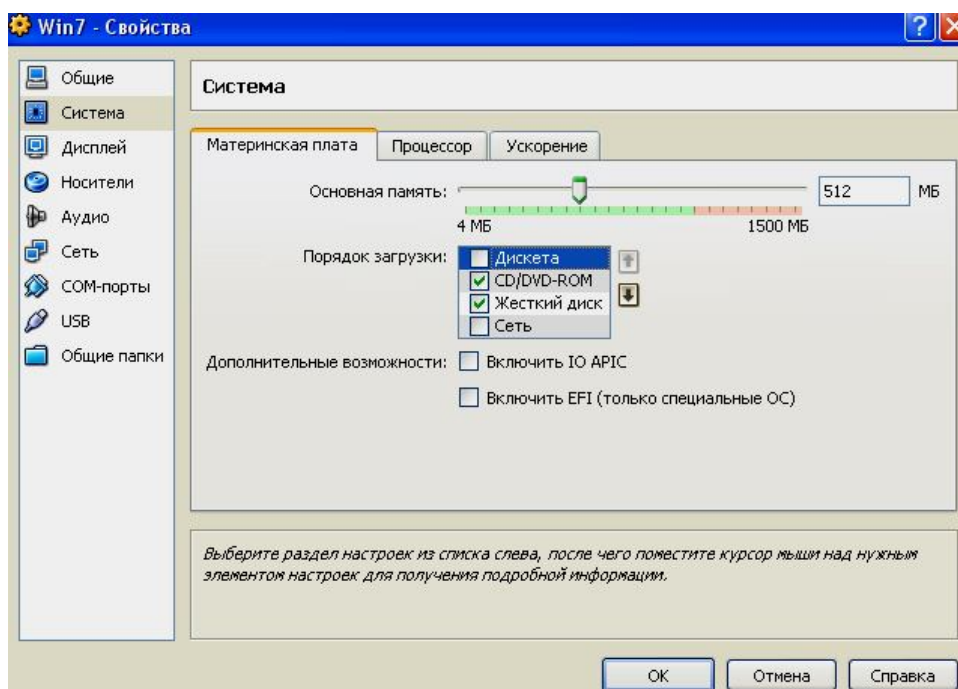 Win7 - Свойства
Общие
Система
Дисплей
Носители
Аудио
Сеть
COM-порты
USB
Общие папки
Система
Материнская плата Процессор Ускорение
Основная память: 512 МБ
4 МБ 1500 МБ
Порядок загрузки:
Дискета
CD/DVD-ROM
Жесткий диск
Сеть
Дополнительные возможности: Включить IO APIC
Включить EFI (только специальные ОС)
Выберите раздел настроек из списка слева, после чего поместите курсор мыши над нужным
элементом настроек для получения подробной информации.
OK Отмена Справка